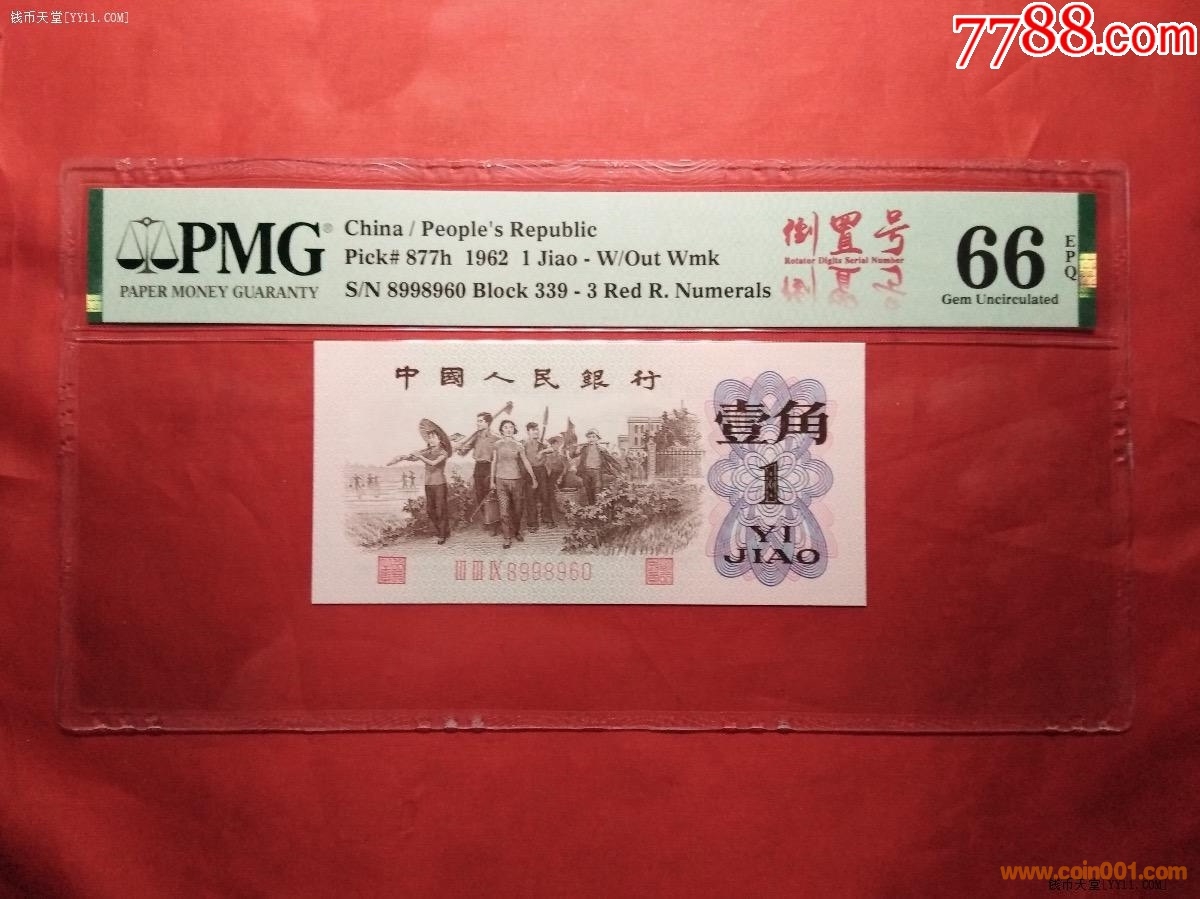 钱币天堂[YY11.COM]
7788.com
PMG®
PAPER MONEY GUARANTY
China / People's Republic
Pick# 877h 1962 1 Jiao - W/Out Wmk
S/N 8998960 Block 339 - 3 Red R. Numerals
倒置号
Rotator Digits Serial Number
倒置号
66
EPQ
Gem Uncirculated
中國人民銀行
壹角
1
YI
JIAO
III III IX 8998960
www.coin001.com
钱币天堂[YY11.COM]